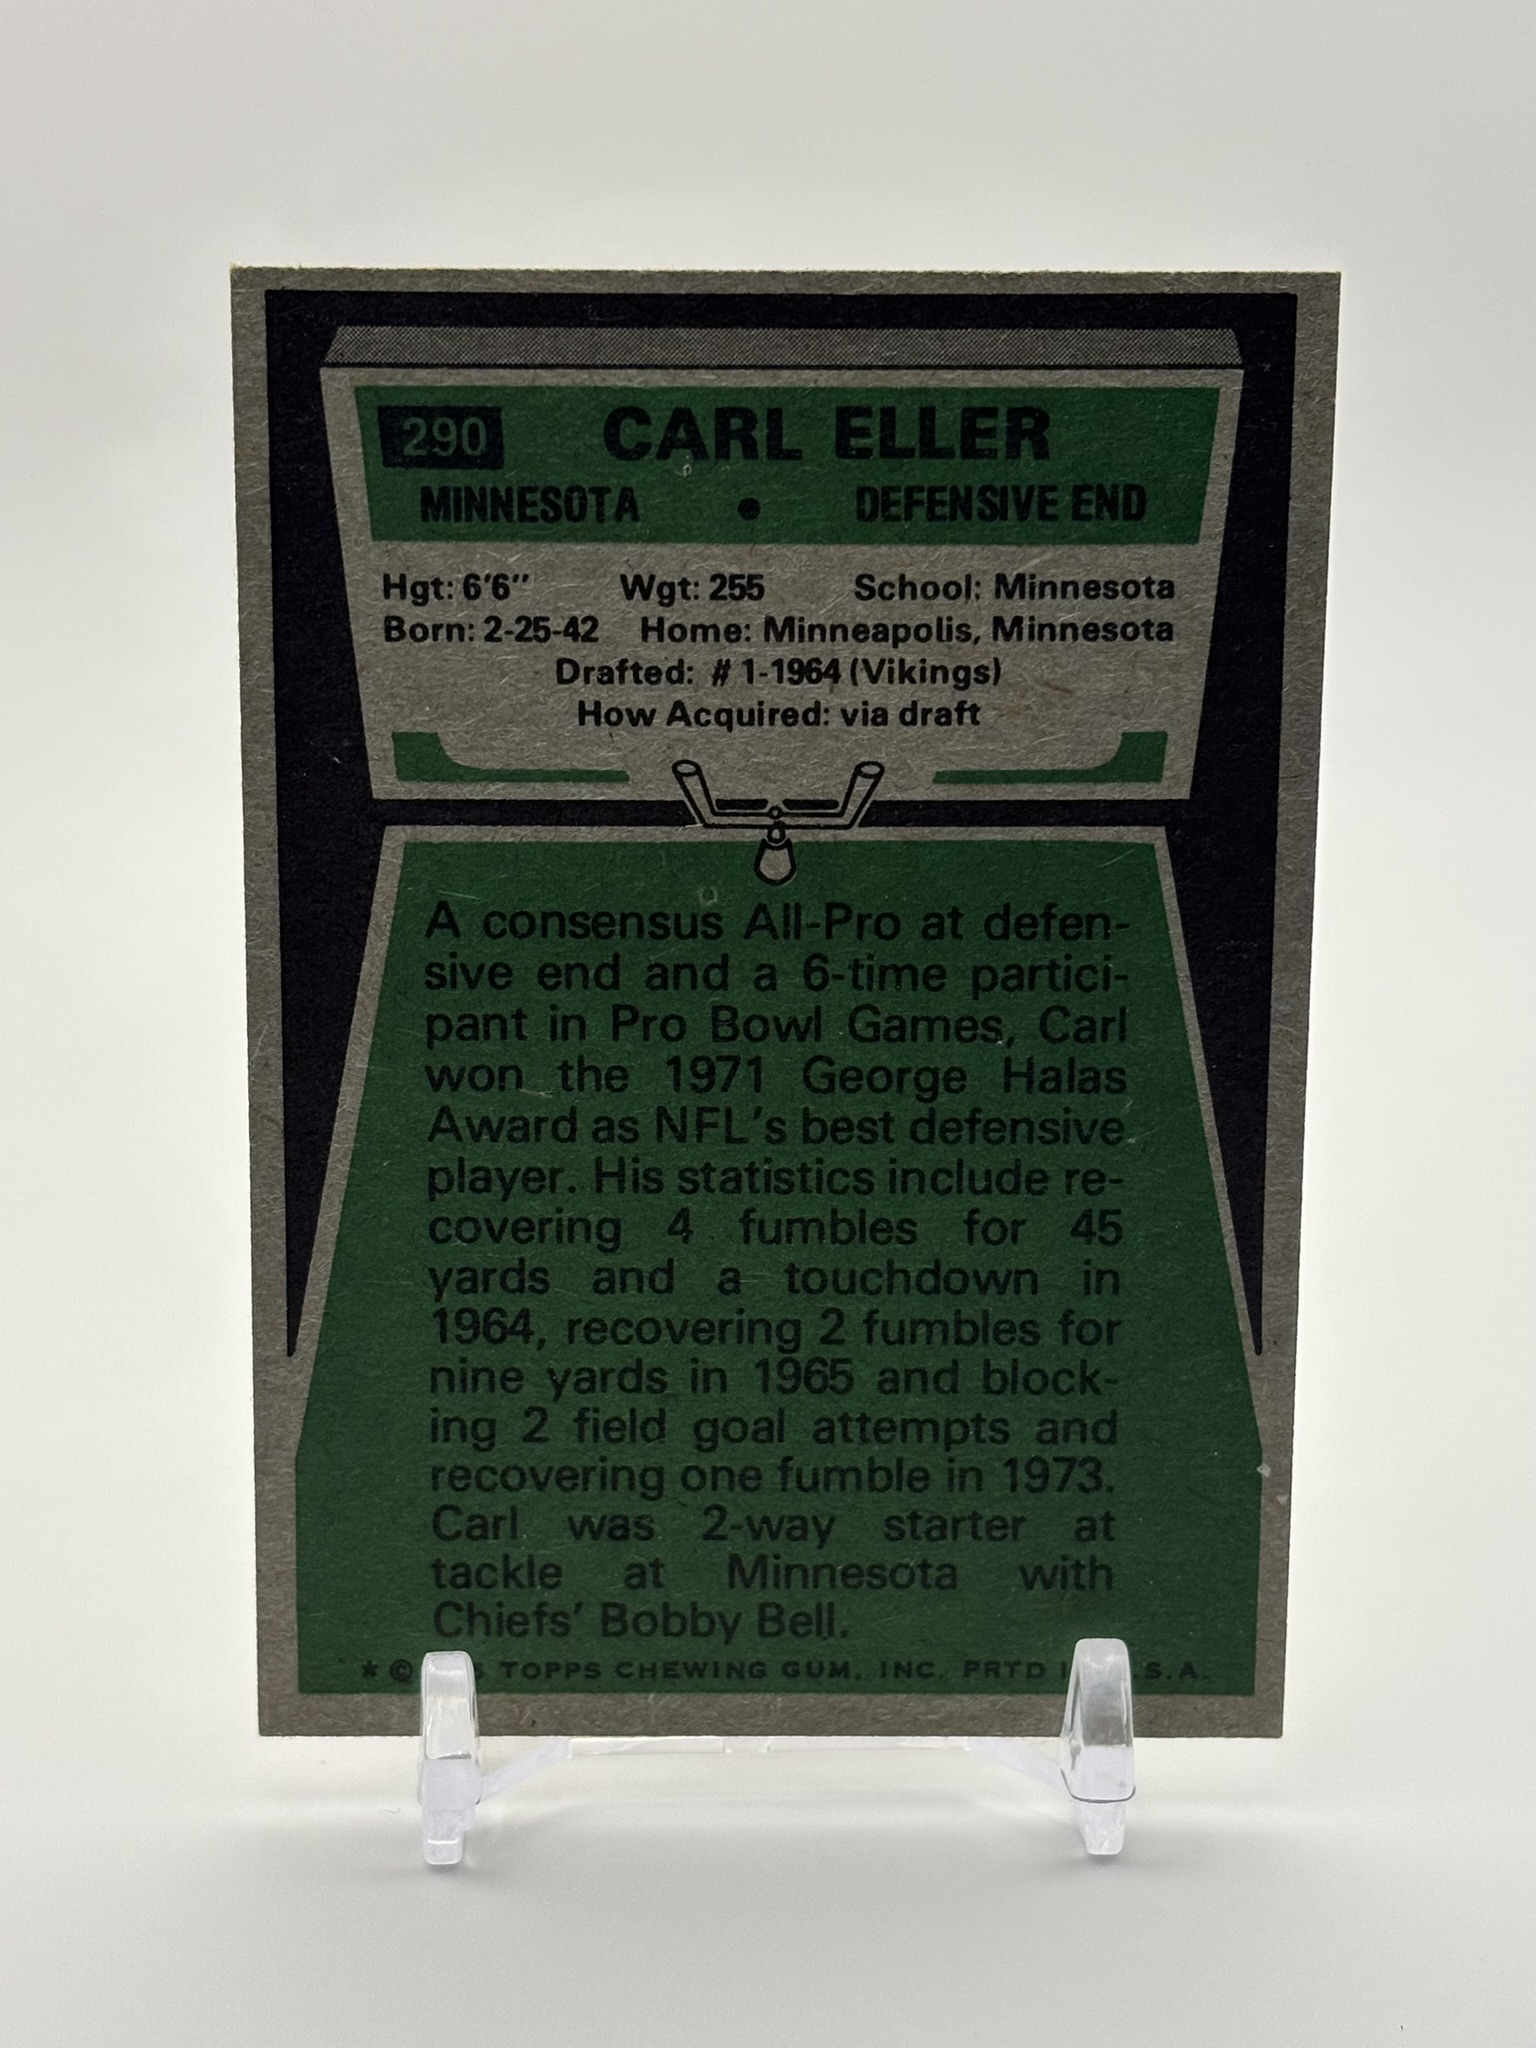 290 CARL ELLER
MINNESOTA • DEFENSIVE END
Hgt: 6'6" Wgt: 255 School: Minnesota
Born: 2-25-42 Home: Minneapolis, Minnesota
Drafted: # 1-1964 (Vikings)
How Acquired: via draft
A consensus All-Pro at defen-
sive end and a 6-time partici-
pant in Pro Bowl Games, Carl
won the 1971 George Halas
Award as NFL's best defensive
player. His statistics include re-
covering 4 fumbles for 45
yards and a touchdown in
1964, recovering 2 fumbles for
nine yards in 1965 and block-
ing 2 field goal attempts and
recovering one fumble in 1973.
Carl was 2-way starter at
tackle at Minnesota with
Chiefs' Bobby Bell.
* © TOPPS CHEWING GUM, INC. PRTD S.A.